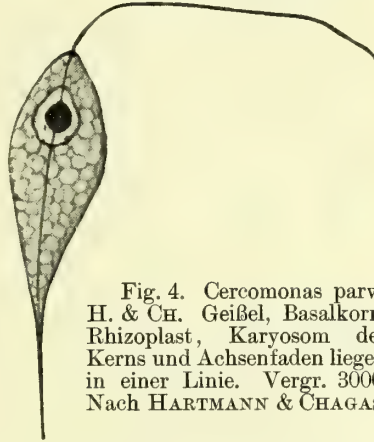 Fig. 4. Cercomonas parv
H. & CH. Geißel, Basalkorn
Rhizoplast, Karyosom de
Kerns und Achsenfaden liege
in einer Linie. Vergr. 3000
Nach HARTMANN & CHAGAS